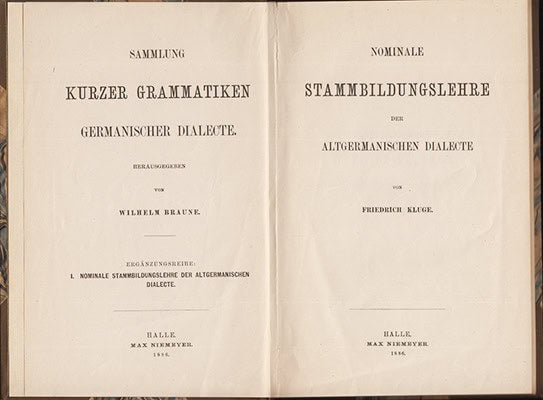 SAMMLUNG
KURZER GRAMMATIKEN
GERMANISCHER DIALECTE.
HERAUSGEGEBEN
VON
WILHELM BRAUNE.
ERGÄNZUNGSREIHE:
I. NOMINALE STAMMBILDUNGSLEHRE DER ALTGERMANISCHEN
DIALECTE.
HALLE.
MAX NIEMEYER.
1886.
NOMINALE
STAMMBILDUNGSLEHRE
DER
ALTGERMANISCHEN DIALECTE
VON
FRIEDRICH KLUGE.
HALLE.
MAX NIEMEYER.
1886.